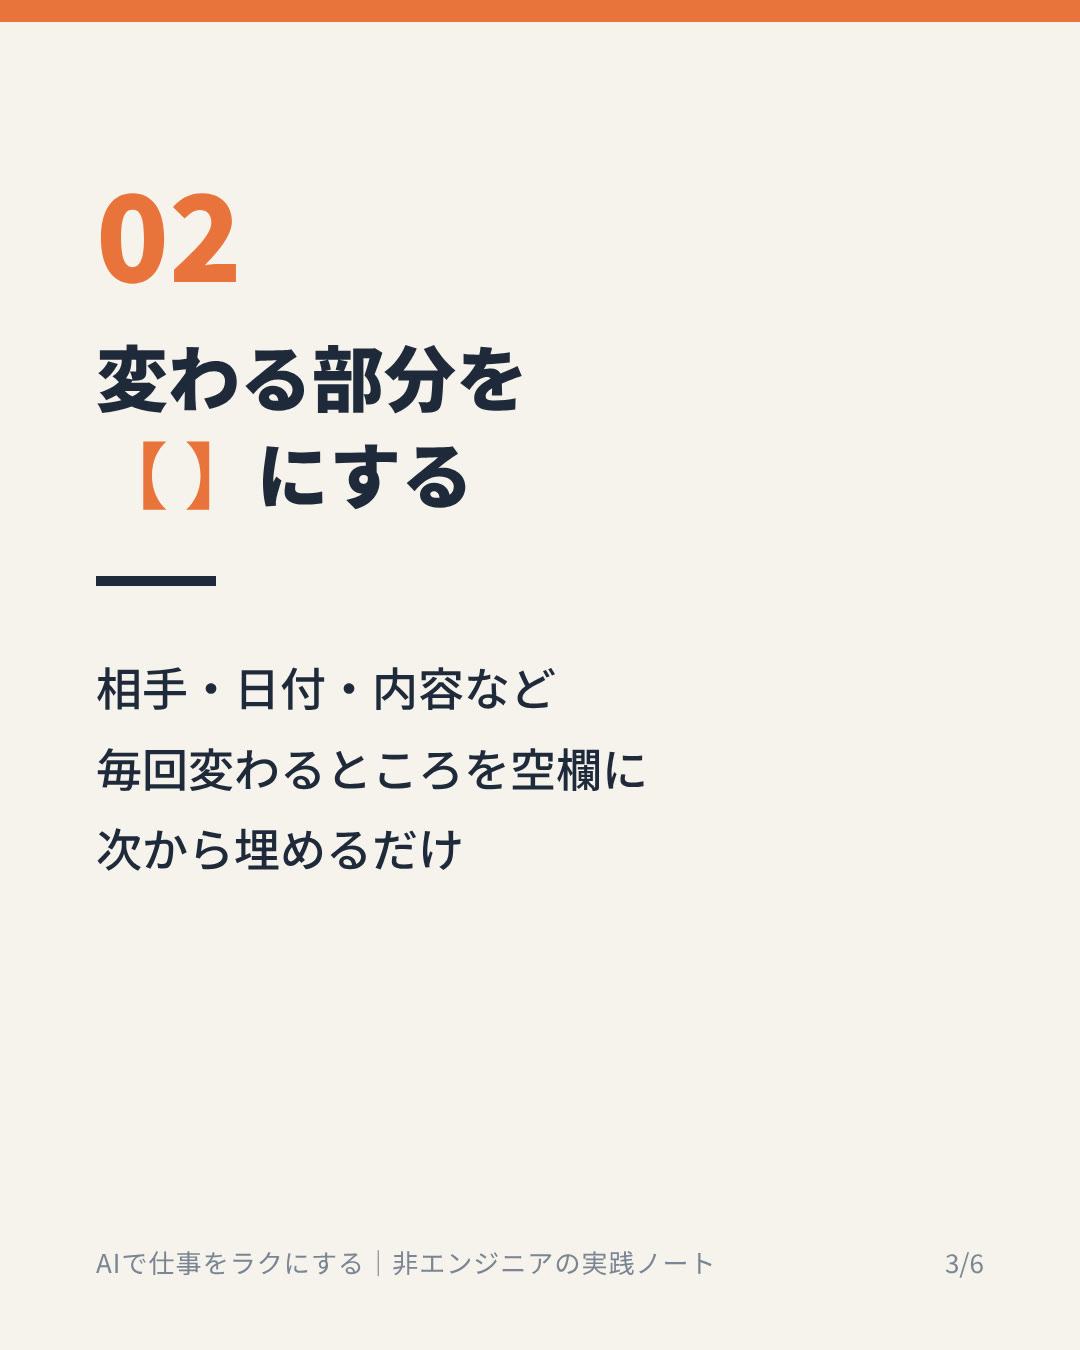 02
変わる部分を
【 】にする
相手・日付・内容など
毎回変わるところを空欄に
次から埋めるだけ
AIで仕事をラクにする｜非エンジニアの実践ノート
3/6